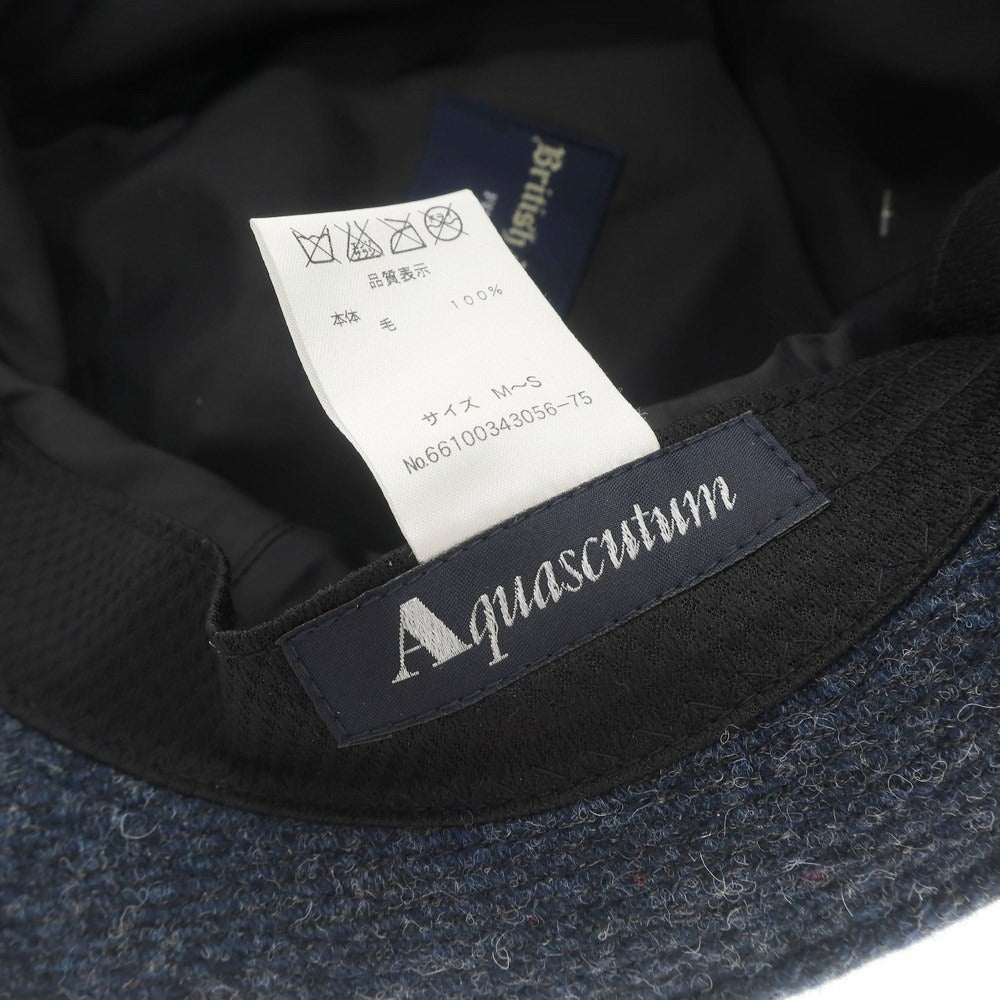 British
品質表示
本体 毛 100%
サイズ M～S
No.66100343056-75
Aquascutum